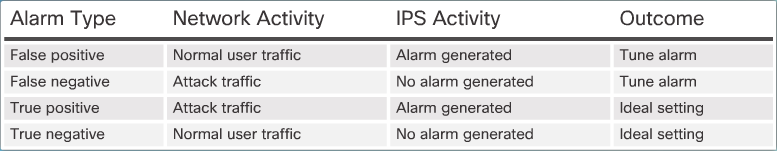 Alarm Type Network Activity IPS Activity Outcome
False positive Normal user traffic Alarm generated Tune alarm
False negative Attack traffic No alarm generated Tune alarm
True positive Attack traffic Alarm generated Ideal setting
True negative Normal user traffic No alarm generated Ideal setting